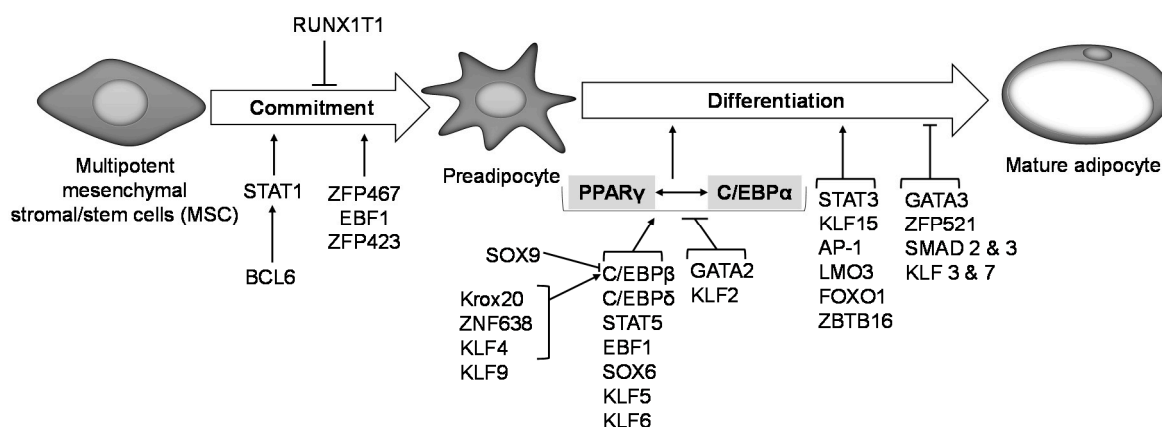 RUNX1T1
Commitment
Differentiation
Multipotent
mesenchymal
stromal/stem cells (MSC)
STAT1
BCL6
ZFP467
EBF1
ZFP423
Preadipocyte
Mature adipocyte
PPARγ
C/EBPα
SOX9
Krox20
ZNF638
KLF4
KLF9
C/EBPβ
C/EBPδ
STAT5
EBF1
SOX6
KLF5
KLF6
GATA2
KLF2
STAT3
KLF15
AP-1
LMO3
FOXO1
ZBTB16
GATA3
ZFP521
SMAD 2 & 3
KLF 3 & 7